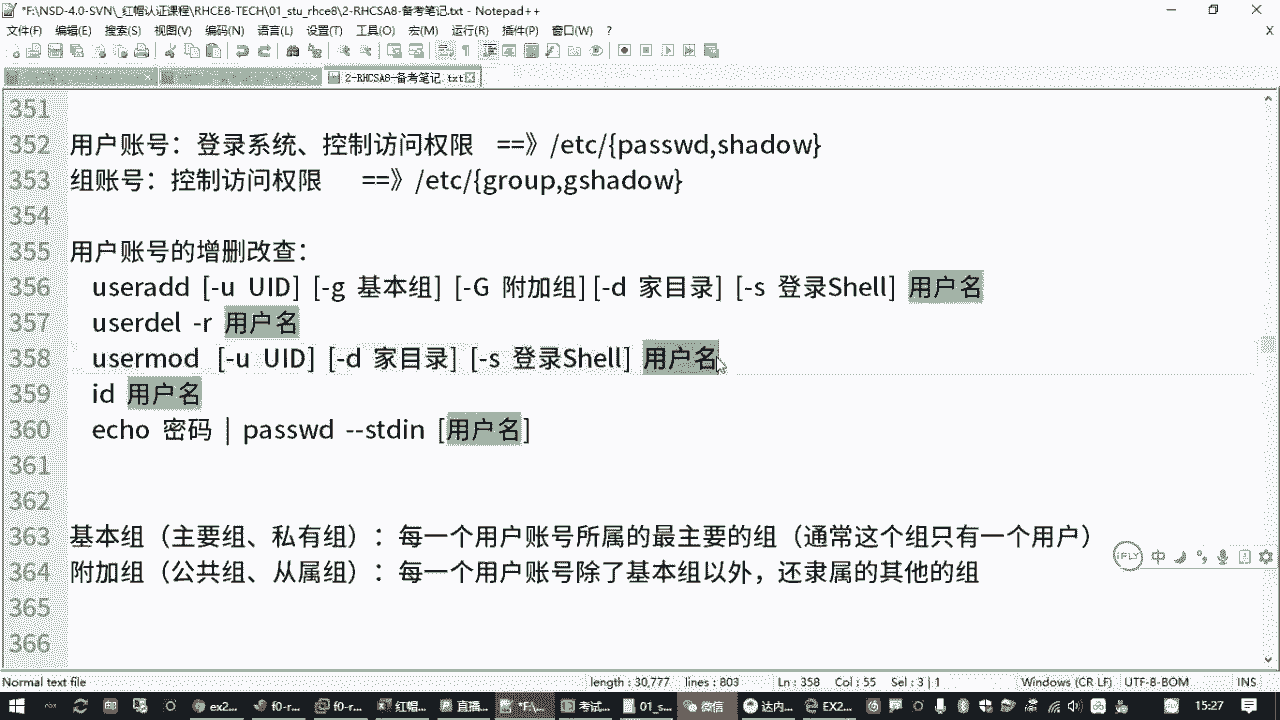 *F:\NSD-4.0-SVN\_红帽认证课程\RHCE8-TECH\01_stu_rhce8\2-RHCSA8-备考笔记.txt - Notepad++
文件(F) 编辑(E) 搜索(S) 视图(V) 编码(N) 语言(L) 设置(T) 工具(O) 宏(M) 运行(R) 插件(P) 窗口(W) ? X
2-RHCSA8-备考笔记.txt
351
352 用户账号：登录系统、控制访问权限 ==》/etc/{passwd,shadow}
353 组账号：控制访问权限 ==》/etc/{group,gshadow}
354
355 用户账号的增删改查：
356 useradd [-u UID] [-g 基本组] [-G 附加组] [-d 家目录] [-s 登录Shell] 用户名
357 userdel -r 用户名
358 usermod [-u UID] [-d 家目录] [-s 登录Shell] 用户名
359 id 用户名
360 echo 密码 | passwd --stdin [用户名]
361
362
363 基本组（主要组、私有组）：每一个用户账号所属的最主要的组（通常这个组只有一个用户）
364 附加组（公共组、从属组）：每一个用户账号除了基本组以外，还隶属的其他的组
365
366
iFLY 中
Normal text file length : 30,777 lines : 803 Ln : 358 Col : 55 Sel : 3 | 1 Windows (CR LF) UTF-8-BOM INS
ex2... f0-r... f0-r... 红帽... 直播... *F:\... 考试... 01_s... 微信 达内... EX2... 15:27